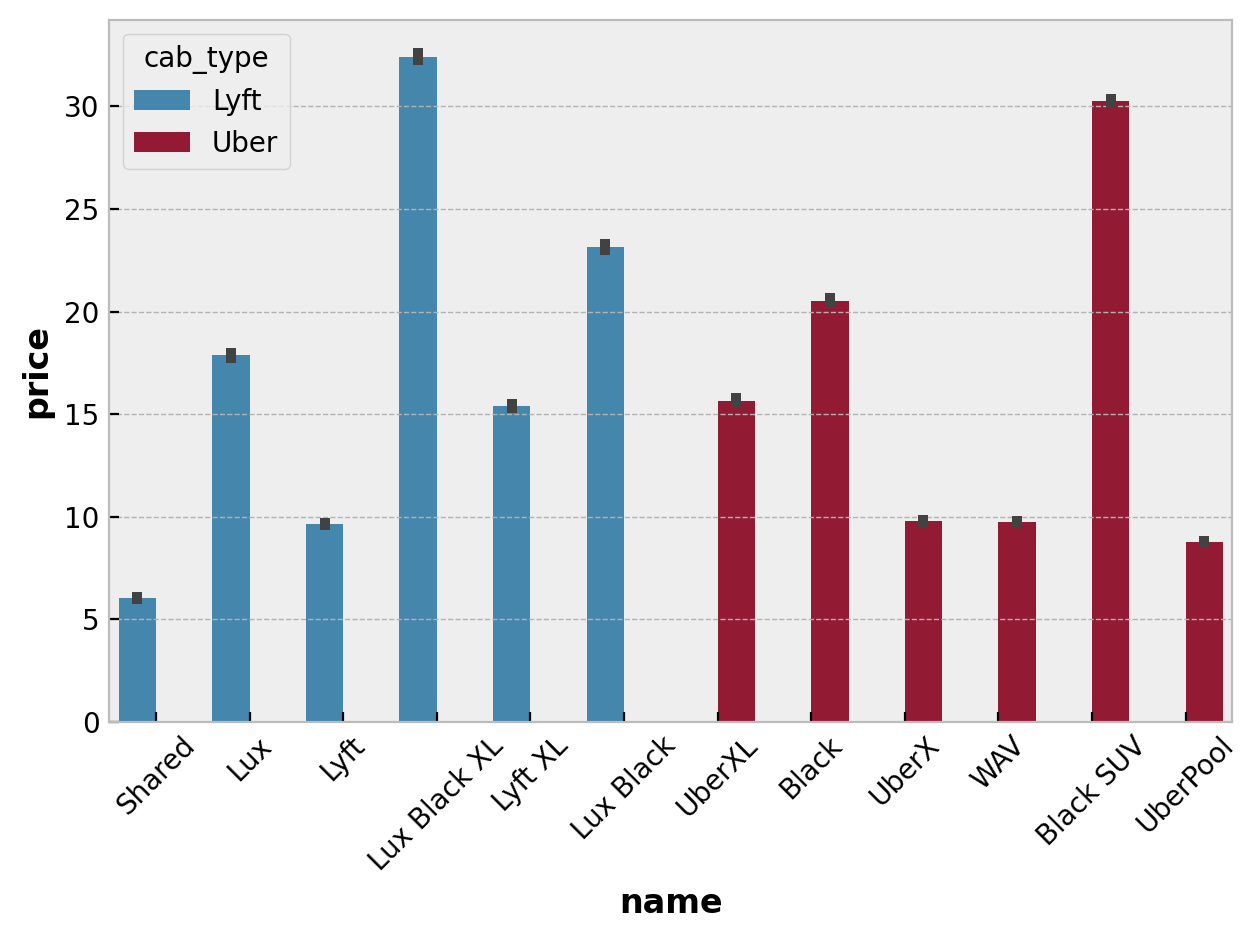 cab_type
Lyft
Uber
price
30
25
20
15
10
5
0
Shared
Lux
Lyft
Lux Black XL
Lyft XL
Lux Black
UberXL
Black
UberX
WAV
Black SUV
UberPool
name